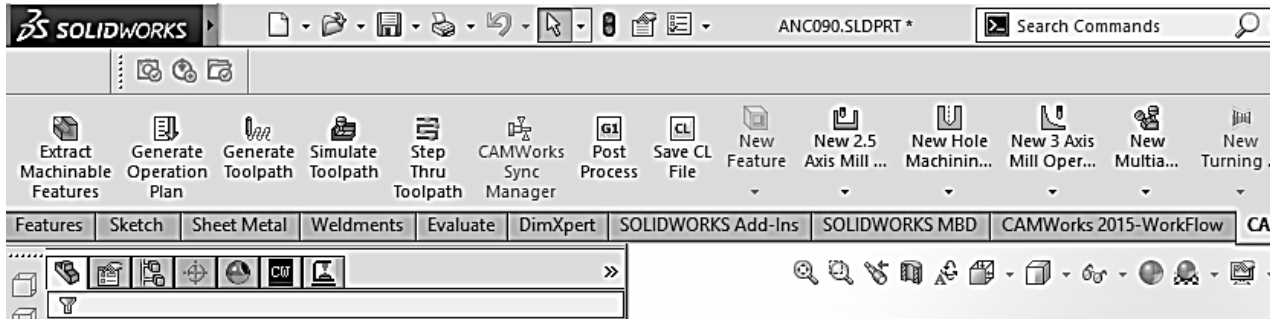 SOLIDWORKS ANC090.SLDPRT * Search Commands
Extract Machinable Features
Generate Operation Plan
Generate Toolpath
Simulate Toolpath
Step Thru Toolpath
CAMWorks Sync Manager
G1 Post Process
CL Save CL File
New Feature
New 2.5 Axis Mill ...
New Hole Machinin...
New 3 Axis Mill Oper...
New Multia...
New Turning .
Features Sketch Sheet Metal Weldments Evaluate DimXpert SOLIDWORKS Add-Ins SOLIDWORKS MBD CAMWorks 2015-WorkFlow CA
CW